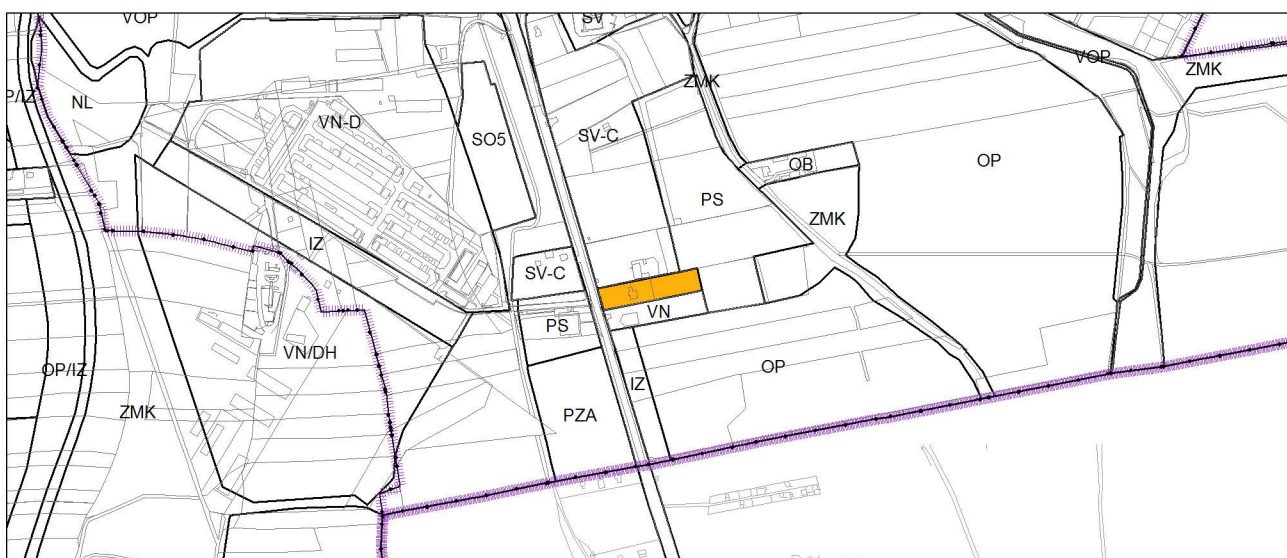 VOP
SV
VOP
ZMK
ZMK
P/IZ
NL
VN-D
SO5
SV-C
OB
OP
PS
ZMK
IZ
SV-C
VN
PS
VN/DH
OP/IZ
IZ
OP
ZMK
PZA